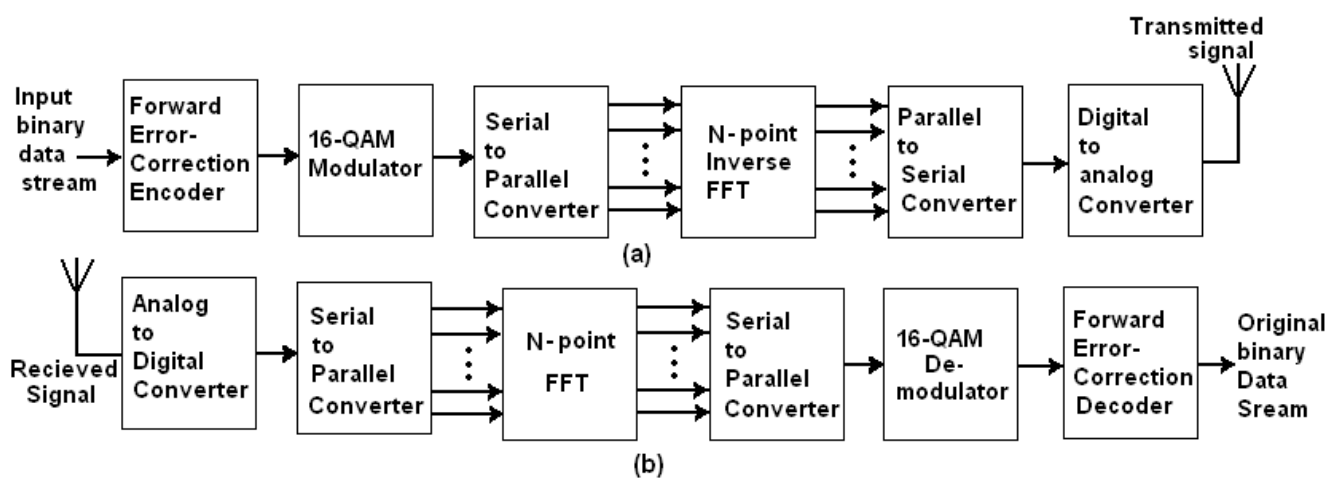 Input
binary
data
stream
Forward
Error-
Correction
Encoder
16-QAM
Modulator
Serial
to
Parallel
Converter
N-point
Inverse
FFT
Parallel
to
Serial
Converter
Digital
to
analog
Converter
Transmitted
signal
(a)
Recieved
Signal
Analog
to
Digital
Converter
Serial
to
Parallel
Converter
N-point
FFT
Serial
to
Parallel
Converter
16-QAM
De-
modulator
Forward
Error-
Correction
Decoder
Original
binary
Data
Sream
(b)